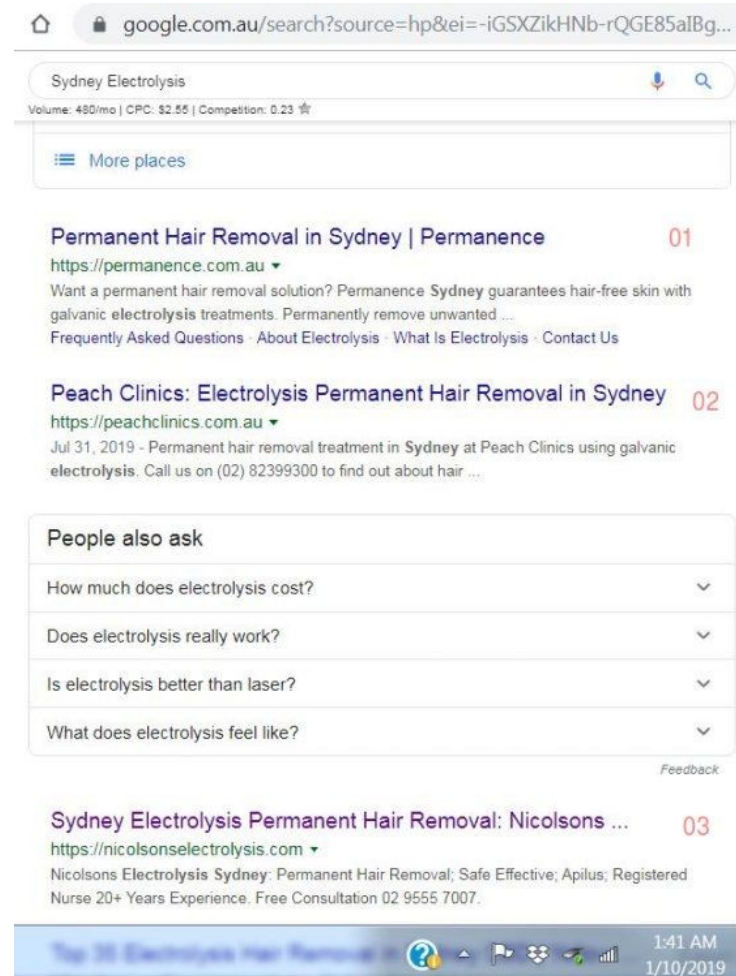 google.com.au/search?source=hp&ei=-iGSXZikHNb-rQGE85aIBg...
Sydney Electrolysis
Volume: 480/mo | CPC: $2.55 | Competition: 0.23
More places
Permanent Hair Removal in Sydney | Permanence
01
https://permanence.com.au
Want a permanent hair removal solution? Permanence Sydney guarantees hair-free skin with
galvanic electrolysis treatments. Permanently remove unwanted ...
Frequently Asked Questions · About Electrolysis · What Is Electrolysis · Contact Us
Peach Clinics: Electrolysis Permanent Hair Removal in Sydney
02
https://peachclinics.com.au
Jul 31, 2019 - Permanent hair removal treatment in Sydney at Peach Clinics using galvanic
electrolysis. Call us on (02) 82399300 to find out about hair ...
People also ask
How much does electrolysis cost?
Does electrolysis really work?
Is electrolysis better than laser?
What does electrolysis feel like?
Feedback
Sydney Electrolysis Permanent Hair Removal: Nicolsons ...
03
https://nicolsonselectrolysis.com
Nicolsons Electrolysis Sydney: Permanent Hair Removal; Safe Effective; Apilus; Registered
Nurse 20+ Years Experience. Free Consultation 02 9555 7007.
Top 35 Electrolysis Hair Removal in
1:41 AM
1/10/2019